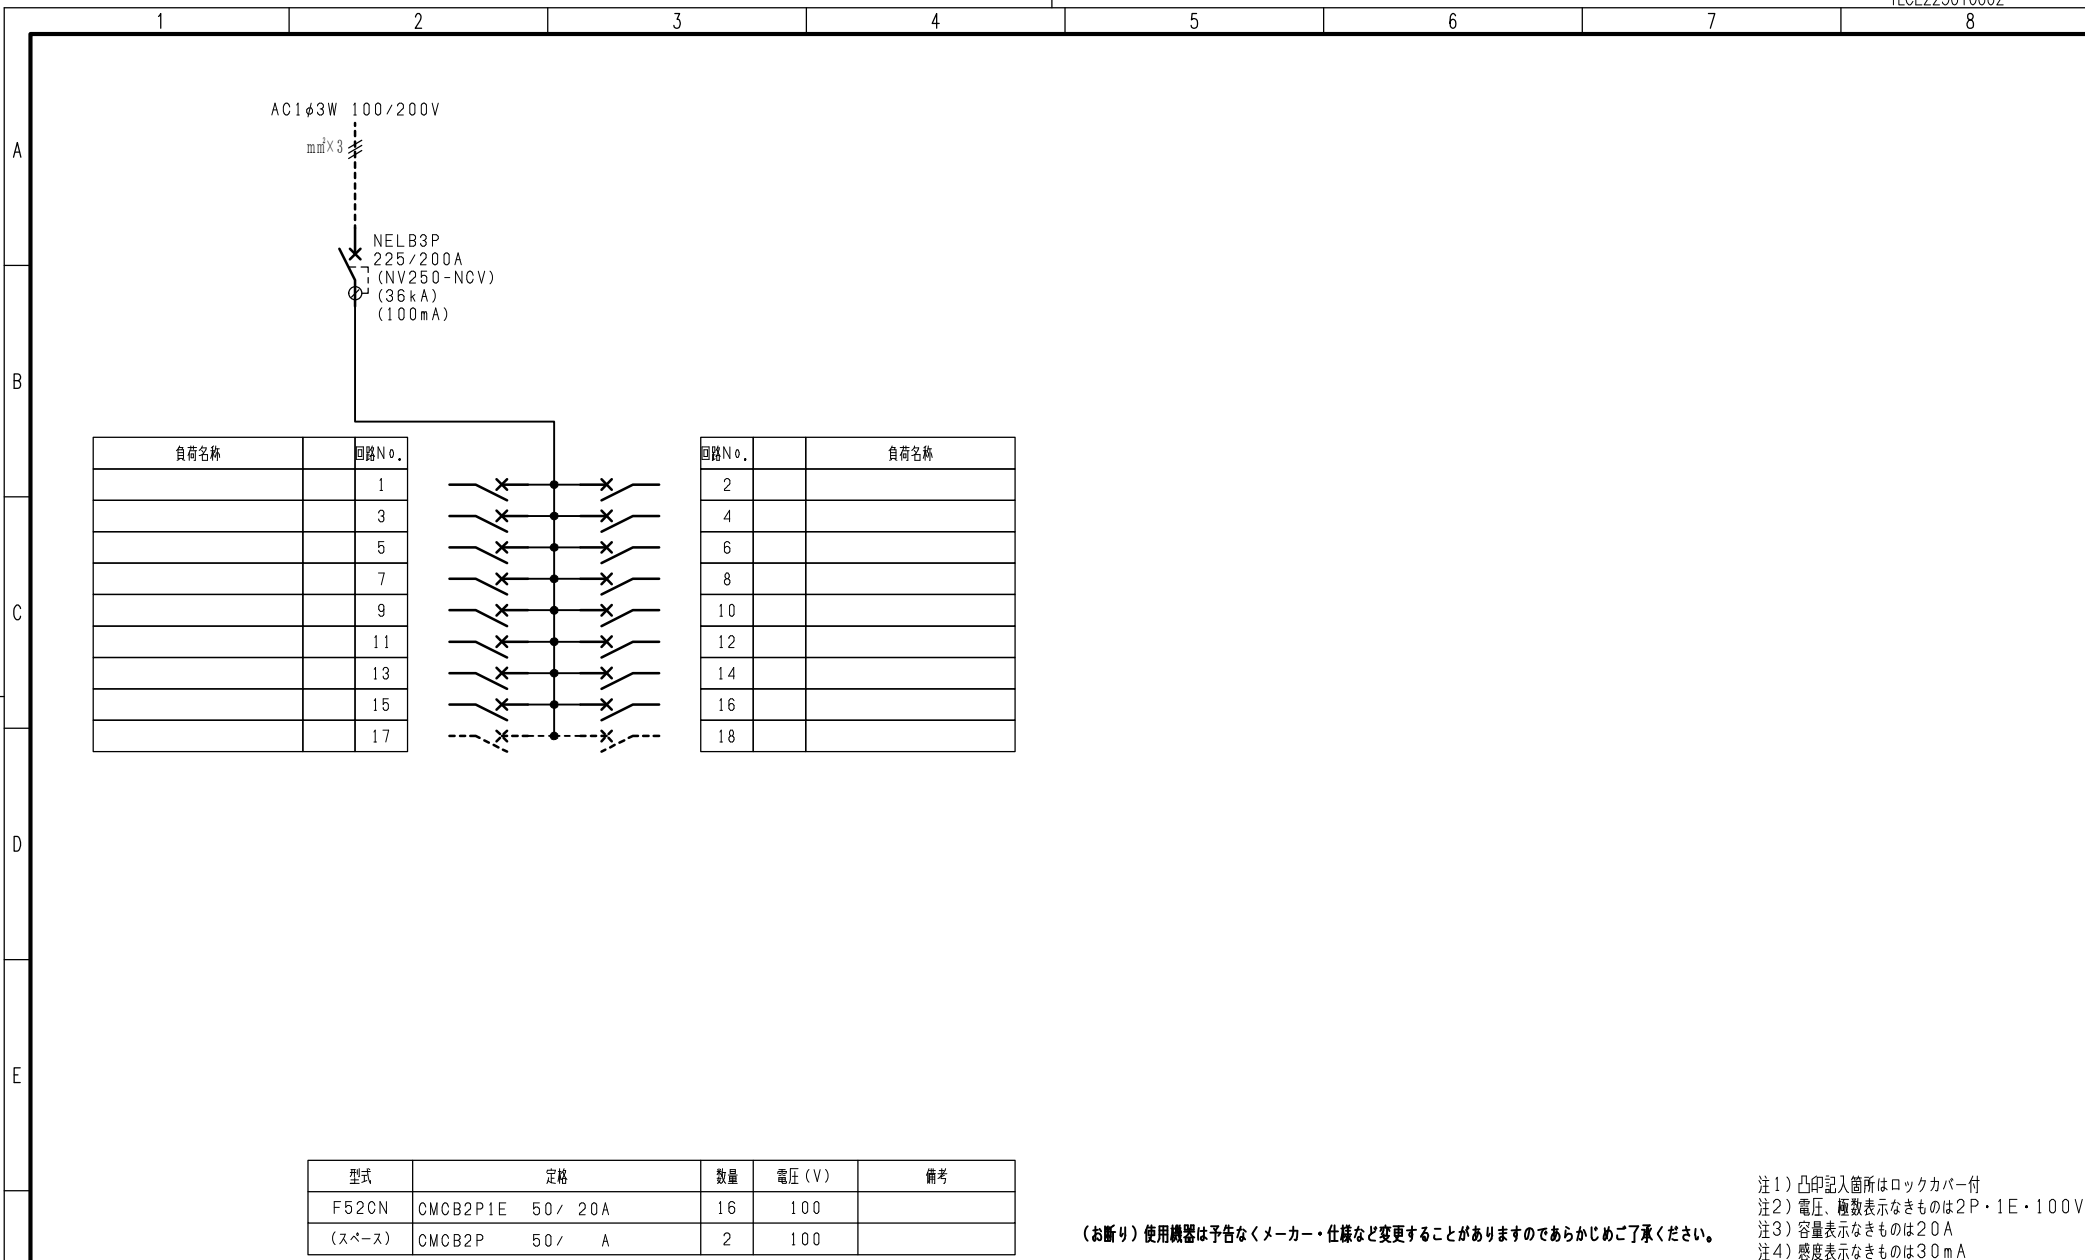 1 2 3 4 5 6 7 8
AC1φ3W 100/200V
A
mm²×3
NELB3P
225/200A
(NV250-NCV)
(36kA)
(100mA)
B
負荷名称 回路No. 回路No. 負荷名称
1 2
3 4
5 6
7 8
9 10
C
11 12
13 14
15 16
17 18
D
E
型式 定格 数量 電圧(V) 備考
F52CN CMCB2P1E 50/ 20A 16 100
(スペース) CMCB2P 50/ A 2 100
(お断り)使用機器は予告なくメーカー・仕様など変更することがありますのであらかじめご了承ください。
注1)凸印記入箇所はロックカバー付
注2)電圧、極数表示なきものは2P・1E・100V
注3)容量表示なきものは20A
注4)感度表示なきものは30mA